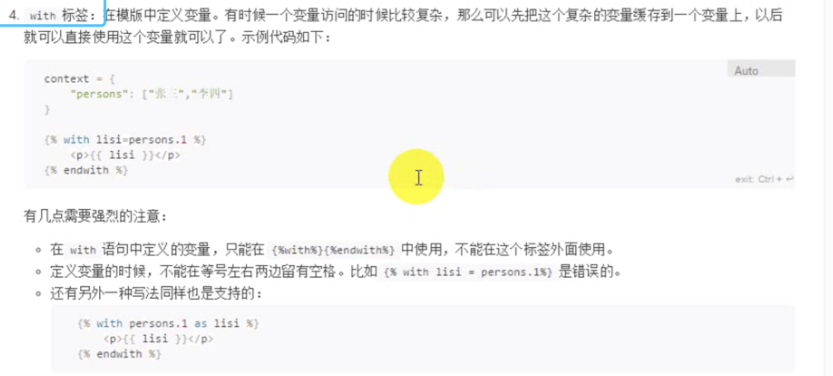 4. with 标签：在模版中定义变量。有时候一个变量访问的时候比较复杂，那么可以先把这个复杂的变量缓存到一个变量上，以后
就可以直接使用这个变量就可以了。示例代码如下：
Auto
context = {
"persons": ["张三","李四"]
}
{% with lisi=persons.1 %}
<p>{{ lisi }}</p>
{% endwith %}
exit: Ctrl + ↩
有几点需要强烈的注意：
在 with 语句中定义的变量，只能在 {%with%}{%endwith%} 中使用，不能在这个标签外面使用。
定义变量的时候，不能在等号左右两边留有空格。比如 {% with lisi = persons.1%} 是错误的。
还有另外一种写法同样也是支持的：
{% with persons.1 as lisi %}
<p>{{ lisi }}</p>
{% endwith %}